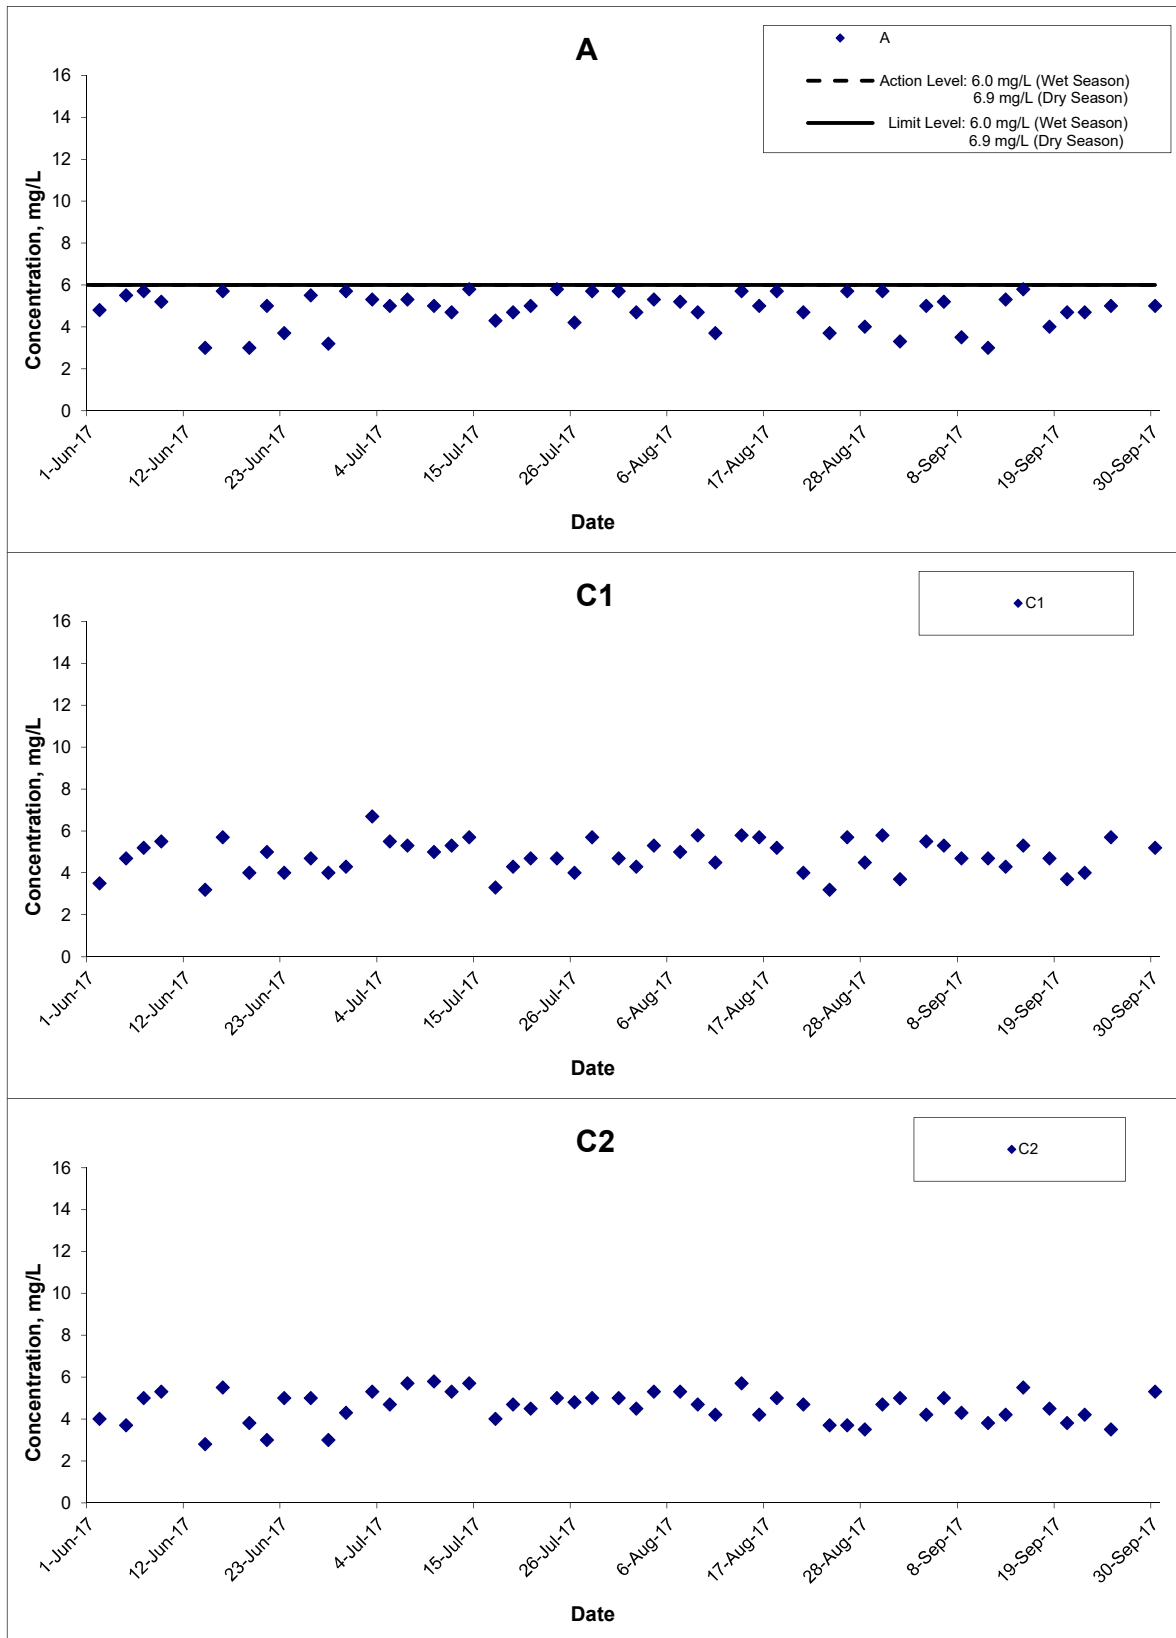 A
A
Action Level: 6.0 mg/L (Wet Season)
6.9 mg/L (Dry Season)
Limit Level: 6.0 mg/L (Wet Season)
6.9 mg/L (Dry Season)
Concentration, mg/L
16
14
12
10
8
6
4
2
0
1-Jun-17
12-Jun-17
23-Jun-17
4-Jul-17
15-Jul-17
26-Jul-17
6-Aug-17
17-Aug-17
28-Aug-17
8-Sep-17
19-Sep-17
30-Sep-17
Date
C1
C1
Concentration, mg/L
16
14
12
10
8
6
4
2
0
1-Jun-17
12-Jun-17
23-Jun-17
4-Jul-17
15-Jul-17
26-Jul-17
6-Aug-17
17-Aug-17
28-Aug-17
8-Sep-17
19-Sep-17
30-Sep-17
Date
C2
C2
Concentration, mg/L
16
14
12
10
8
6
4
2
0
1-Jun-17
12-Jun-17
23-Jun-17
4-Jul-17
15-Jul-17
26-Jul-17
6-Aug-17
17-Aug-17
28-Aug-17
8-Sep-17
19-Sep-17
30-Sep-17
Date